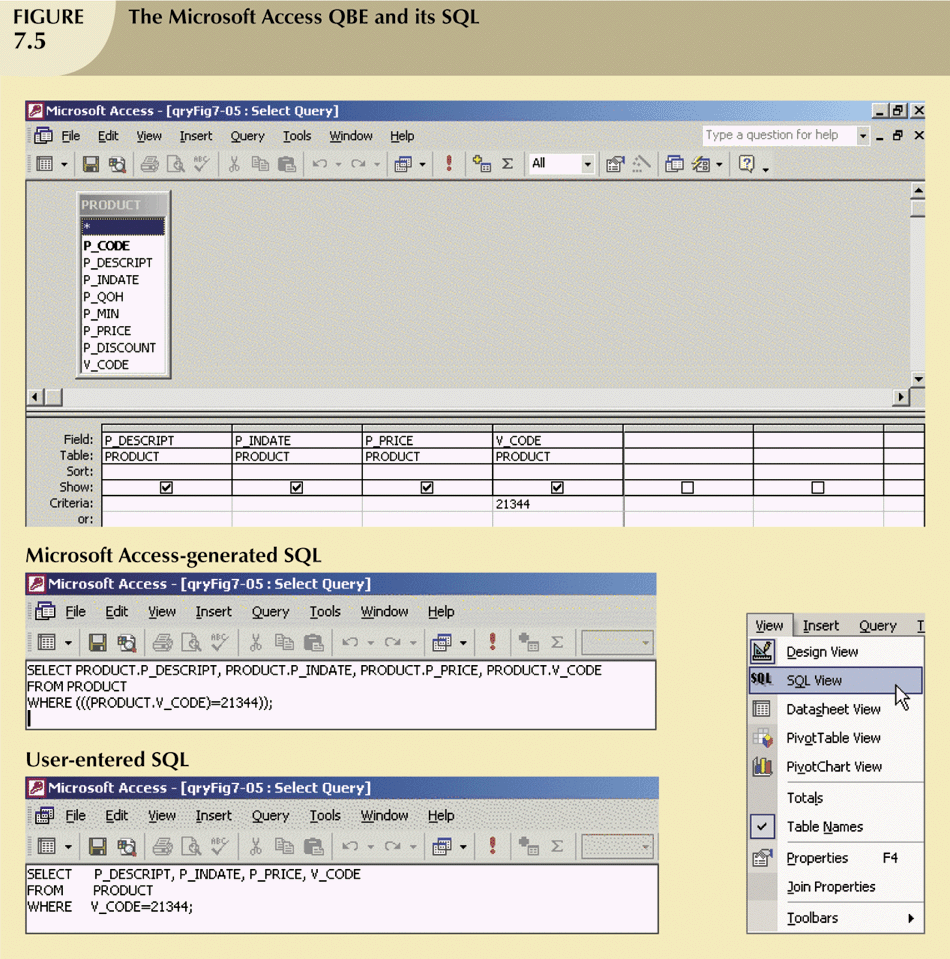 FIGURE
7.5
The Microsoft Access QBE and its SQL
Microsoft Access - [qryFig7-05 : Select Query]
File Edit View Insert Query Tools Window Help
Type a question for help
All
PRODUCT
*
P_CODE
P_DESCRIPT
P_INDATE
P_QOH
P_MIN
P_PRICE
P_DISCOUNT
V_CODE
Field: P_DESCRIPT P_INDATE P_PRICE V_CODE
Table: PRODUCT PRODUCT PRODUCT PRODUCT
Sort:
Show:
Criteria: 21344
or:
Microsoft Access-generated SQL
Microsoft Access - [qryFig7-05 : Select Query]
File Edit View Insert Query Tools Window Help
SELECT PRODUCT.P_DESCRIPT, PRODUCT.P_INDATE, PRODUCT.P_PRICE, PRODUCT.V_CODE
FROM PRODUCT
WHERE (((PRODUCT.V_CODE)=21344));
User-entered SQL
Microsoft Access - [qryFig7-05 : Select Query]
File Edit View Insert Query Tools Window Help
SELECT P_DESCRIPT, P_INDATE, P_PRICE, V_CODE
FROM PRODUCT
WHERE V_CODE=21344;
View Insert Query T
Design View
SQL SQL View
Datasheet View
PivotTable View
PivotChart View
Totals
Table Names
Properties F4
Join Properties
Toolbars